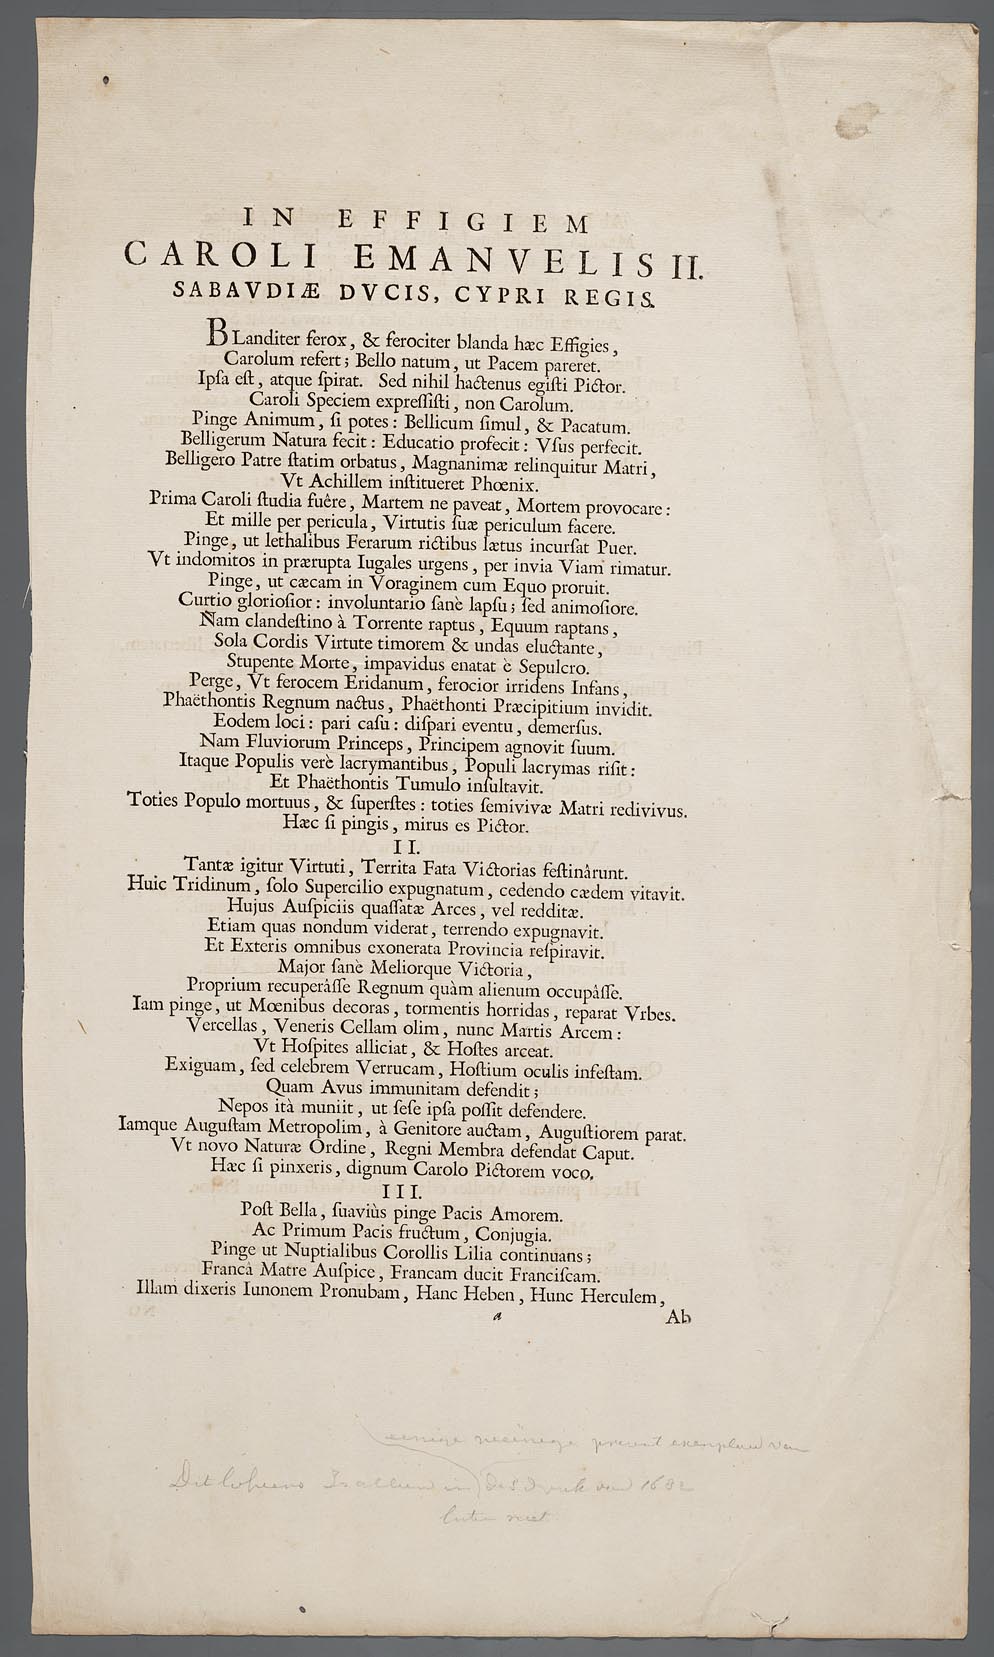 IN EFFIGIEM
CAROLI EMANVELIS II.
SABAVDIÆ DVCIS, CYPRI REGIS.
BLanditer ferox, & ferociter blanda hæc Effigies,
Carolum refert; Bello natum, ut Pacem pareret.
Ipſa eſt, atque ſpirat. Sed nihil hactenus egiſti Pictor.
Caroli Speciem expreſſiſti, non Carolum.
Pinge Animum, ſi potes: Bellicum ſimul, & Pacatum.
Belligerum Natura fecit: Educatio profecit: Vſus perfecit.
Belligero Patre ſtatim orbatus, Magnanimæ relinquitur Matri,
Vt Achillem inſtitueret Phœnix.
Prima Caroli ſtudia fuêre, Martem ne paveat, Mortem provocare:
Et mille per pericula, Virtutis ſuæ periculum facere.
Pinge, ut lethalibus Ferarum rictibus lætus incurſat Puer.
Vt indomitos in prærupta Iugales urgens, per invia Viam rimatur.
Pinge, ut cæcam in Voraginem cum Equo proruit.
Curtio glorioſior: involuntario ſanè lapſu; ſed animoſiore.
Nam clandeſtino à Torrente raptus, Equum raptans,
Sola Cordis Virtute timorem & undas eluctante,
Stupente Morte, impavidus enatat è Sepulcro.
Perge, Vt ferocem Eridanum, ferocior irridens Infans,
Phaëthontis Regnum nactus, Phaëthonti Præcipitium invidit.
Eodem loci: pari caſu: diſpari eventu, demerſus.
Nam Fluviorum Princeps, Principem agnovit ſuum.
Itaque Populis verè lacrymantibus, Populi lacrymas riſit:
Et Phaëthontis Tumulo inſultavit.
Toties Populo mortuus, & ſuperſtes: toties ſemivivæ Matri redivivus.
Hæc ſi pingis, mirus es Pictor.
II.
Tantæ igitur Virtuti, Territa Fata Victorias feſtinârunt.
Huic Tridinum, ſolo Supercilio expugnatum, cedendo cædem vitavit.
Hujus Auſpiciis quaſſatæ Arces, vel redditæ.
Etiam quas nondum viderat, terrendo expugnavit.
Et Exteris omnibus exonerata Provincia reſpiravit.
Major ſanè Meliorque Victoria,
Proprium recuperâſſe Regnum quàm alienum occupâſſe.
Iam pinge, ut Mœnibus decoras, tormentis horridas, reparat Vrbes.
Vercellas, Veneris Cellam olim, nunc Martis Arcem:
Vt Hoſpites alliciat, & Hoſtes arceat.
Exiguam, ſed celebrem Verrucam, Hoſtium oculis infeſtam.
Quam Avus immunitam defendit;
Nepos ità muniit, ut ſeſe ipſa poſſit defendere.
Iamque Auguſtam Metropolim, à Genitore auctam, Auguſtiorem parat.
Vt novo Naturæ Ordine, Regni Membra defendat Caput.
Hæc ſi pinxeris, dignum Carolo Pictorem voco.
III.
Poſt Bella, ſuaviùs pinge Pacis Amorem.
Ac Primum Pacis fructum, Conjugia.
Pinge ut Nuptialibus Corollis Lilia continuans;
Francâ Matre Auſpice, Francam ducit Franciſcam.
Illam dixeris Iunonem Pronubam, Hanc Heben, Hunc Herculem,
a Ab
exemplaar van
in des druk van 1682
niet